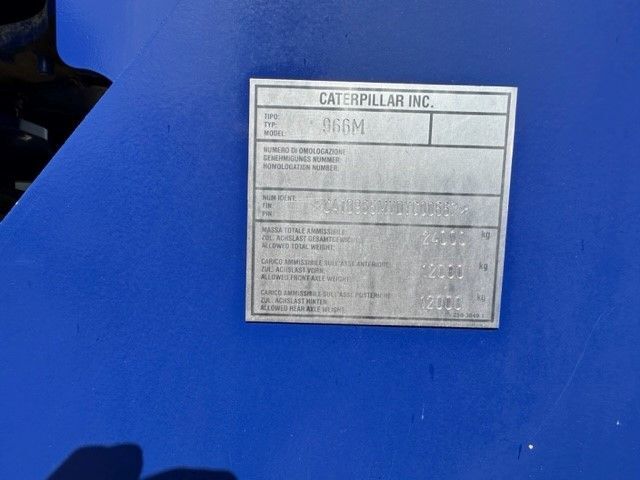 CATERPILLAR INC.
TIPO:
TYP:
MODEL:
966M
NUMERO DI OMOLOGAZIONE
GENEHMIGUNGS NUMMER
HOMOLOGATION NUMBER:
NUM IDENT:
FIN:
PIN:
MASSA TOTALE AMMISSIBILE:
ZUL. ACHSLAST GESAMTGEWICHT:
ALLOWED TOTAL WEIGHT:
24000 kg
CARICO AMMISSIBILE SULL'ASSE ANTERIORE:
ZUL. ACHSLAST VORN:
ALLOWED FRONT AXLE WEIGHT:
12000 kg
CARICO AMMISSIBILE SULL'ASSE POSTERIORE:
ZUL. ACHSLAST HINTEN:
ALLOWED REAR AXLE WEIGHT:
12000 kg